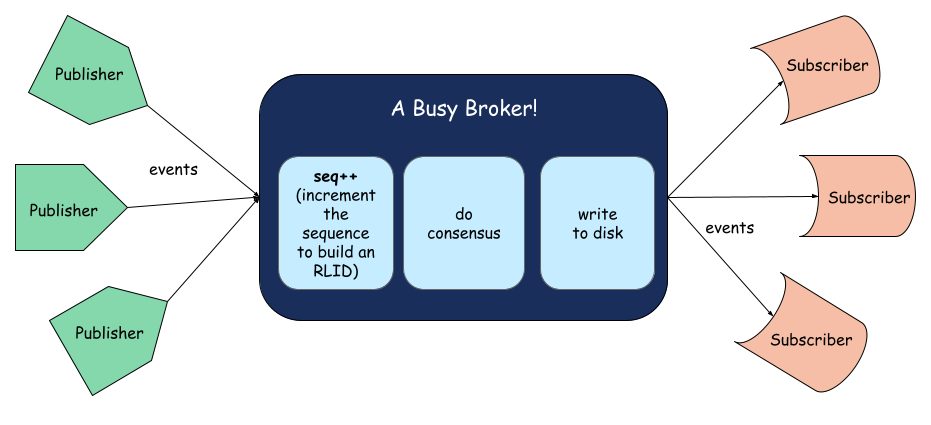 Publisher
Publisher
Publisher
events
A Busy Broker!
seq++
(increment
the
sequence
to build an
RLID)
do
consensus
write
to disk
events
Subscriber
Subscriber
Subscriber